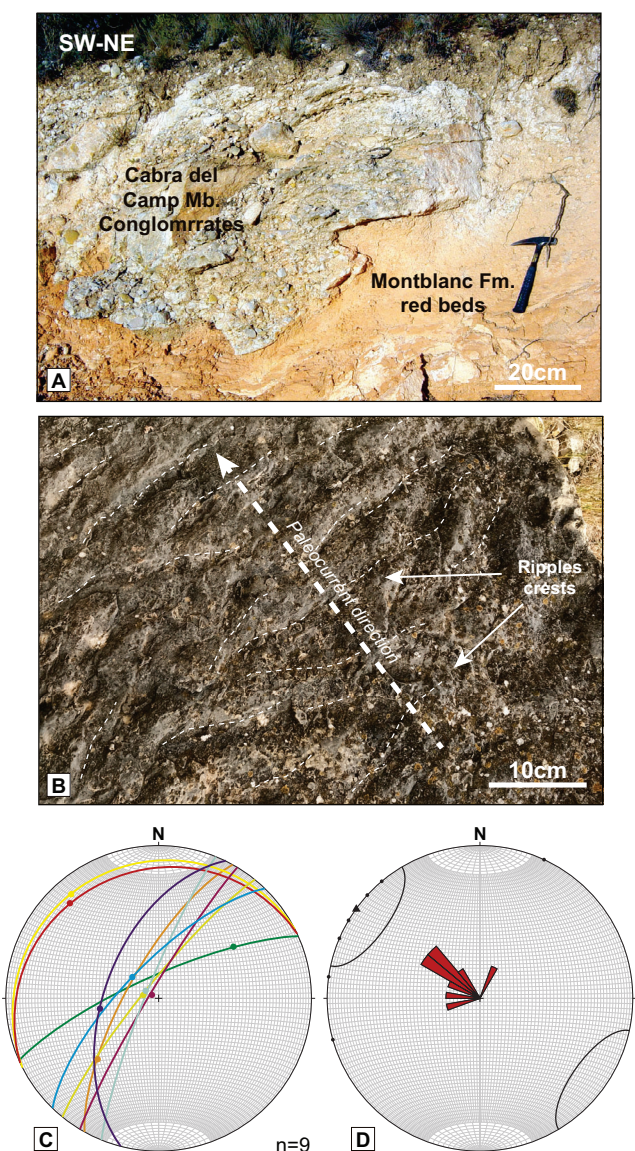 SW-NE
Cabra del
Camp Mb.
Conglomrrates
Montblanc Fm.
red beds
20cm
A
Paleocurrent direction
Ripples
crests
10cm
B
N
N
C
n=9
D